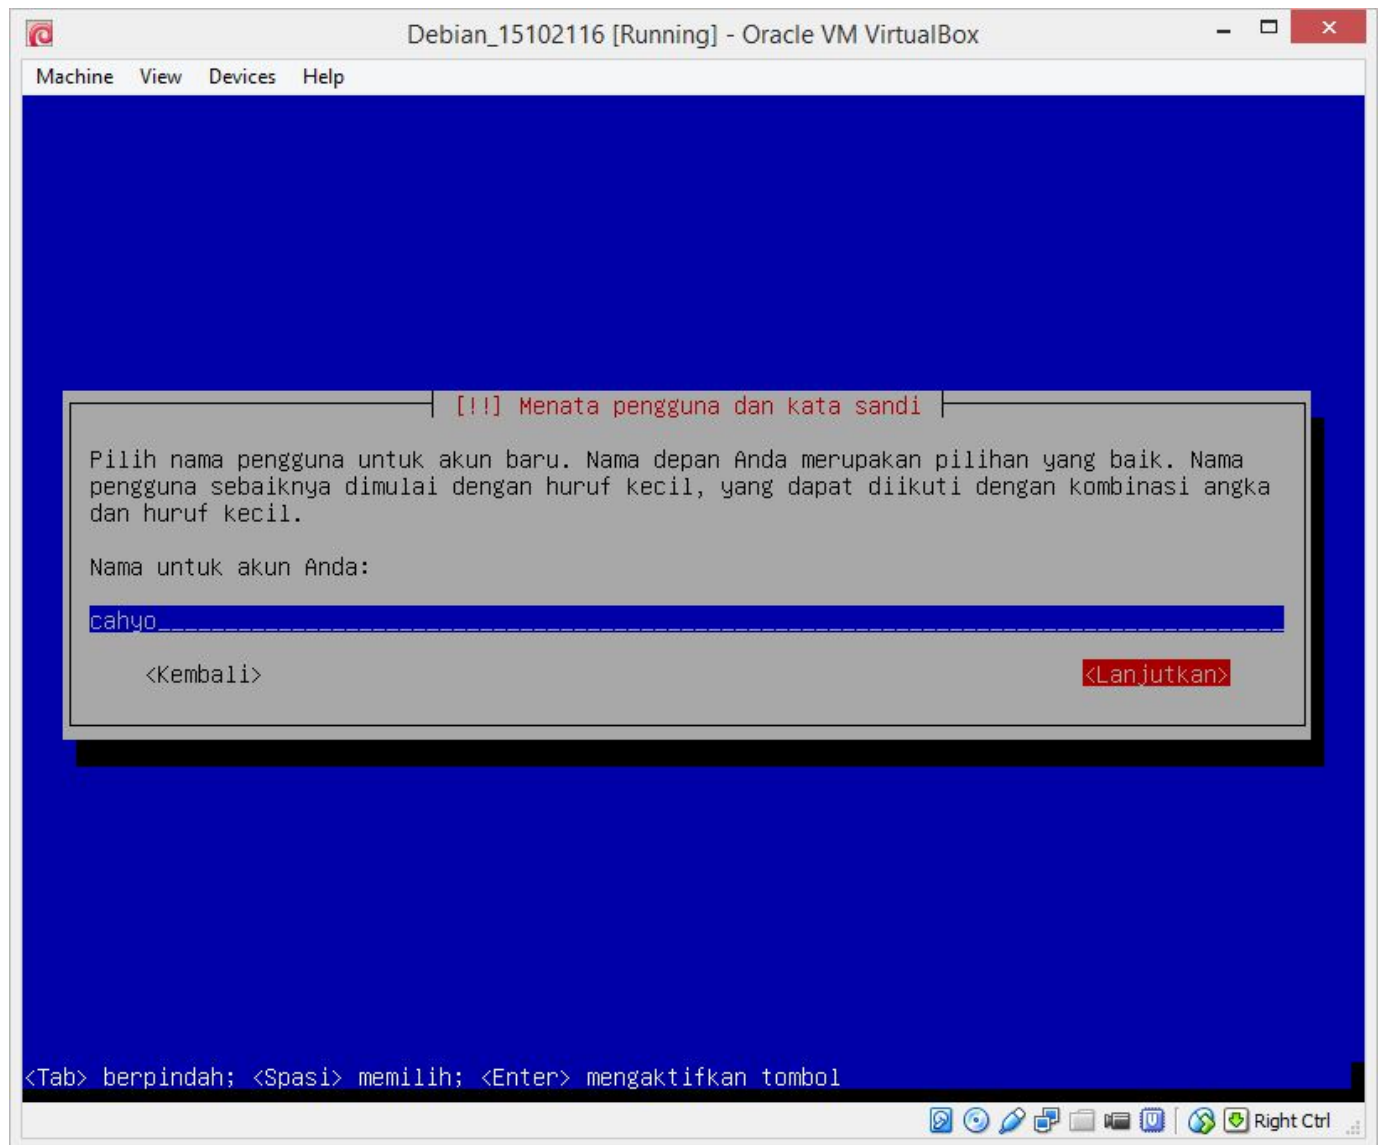 Debian_15102116 [Running] - Oracle VM VirtualBox
Machine View Devices Help
[!!] Menata pengguna dan kata sandi
Pilih nama pengguna untuk akun baru. Nama depan Anda merupakan pilihan yang baik. Nama
pengguna sebaiknya dimulai dengan huruf kecil, yang dapat diikuti dengan kombinasi angka
dan huruf kecil.
Nama untuk akun Anda:
cahyo
<Kembali> <Lanjutkan>
<Tab> berpindah; <Spasi> memilih; <Enter> mengaktifkan tombol
Right Ctrl